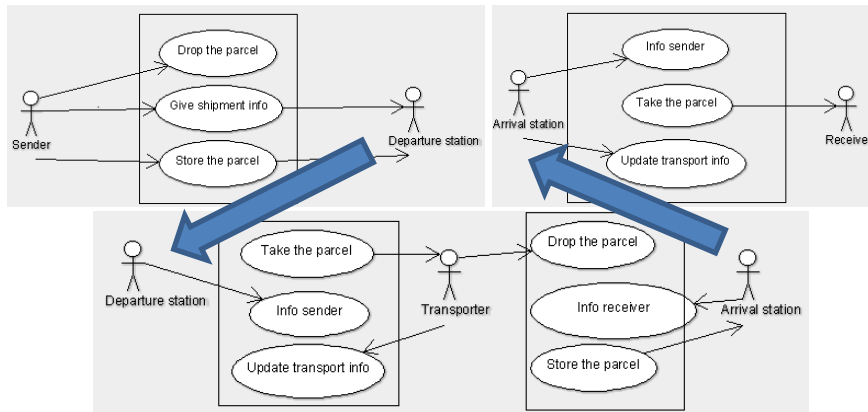 Drop the parcel
Give shipment info
Store the parcel
Sender
Departure station
Info sender
Take the parcel
Update transport info
Arrival station
Receive
Take the parcel
Info sender
Update transport info
Departure station
Transporter
Drop the parcel
Info receiver
Store the parcel
Arrival station